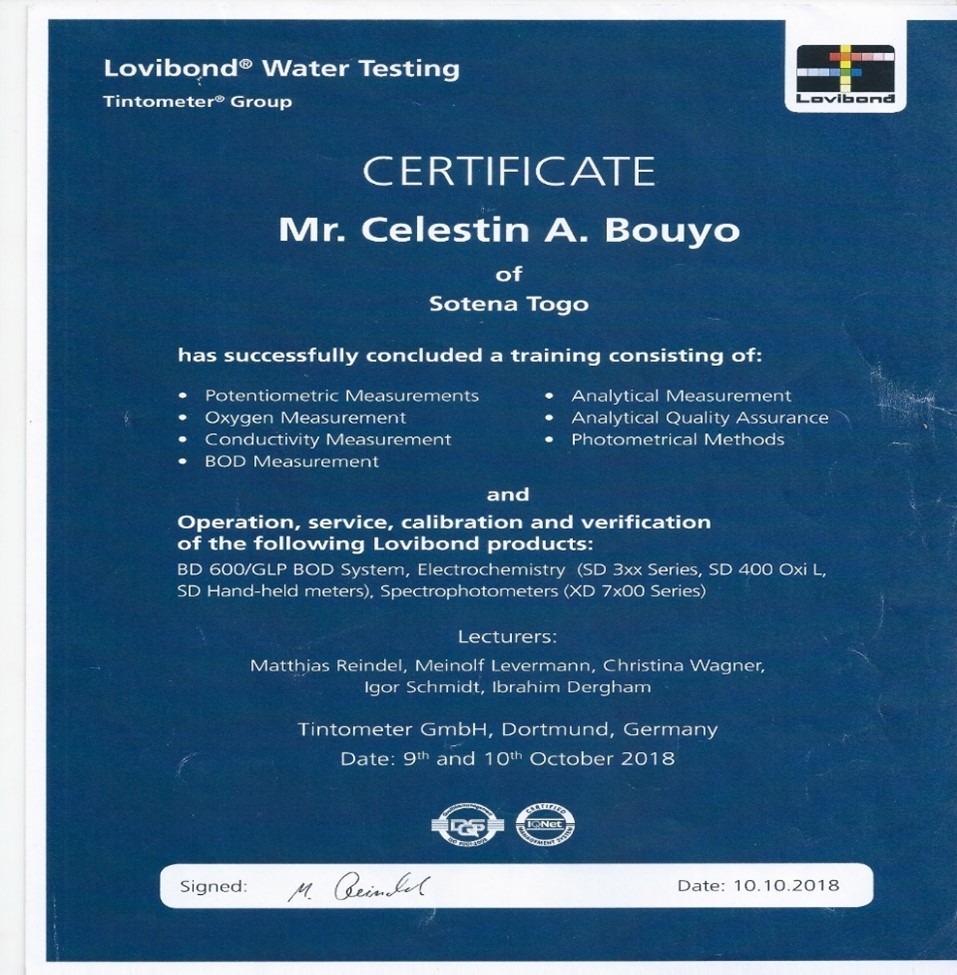 Lovibond® Water Testing
Tintometer® Group
Lovibond
CERTIFICATE
Mr. Celestin A. Bouyo
of
Sotena Togo
has successfully concluded a training consisting of:
• Potentiometric Measurements
• Oxygen Measurement
• Conductivity Measurement
• BOD Measurement
• Analytical Measurement
• Analytical Quality Assurance
• Photometrical Methods
and
Operation, service, calibration and verification
of the following Lovibond products:
BD 600/GLP BOD System, Electrochemistry (SD 3xx Series, SD 400 Oxi L,
SD Hand-held meters), Spectrophotometers (XD 7x00 Series)
Lecturers:
Matthias Reindel, Meinolf Levermann, Christina Wagner,
Igor Schmidt, Ibrahim Dergham
Tintometer GmbH, Dortmund, Germany
Date: 9th and 10th October 2018
DQS
CERTIFIED
IQNet
MANAGEMENT SYSTEM
Signed: M. Reindel
Date: 10.10.2018